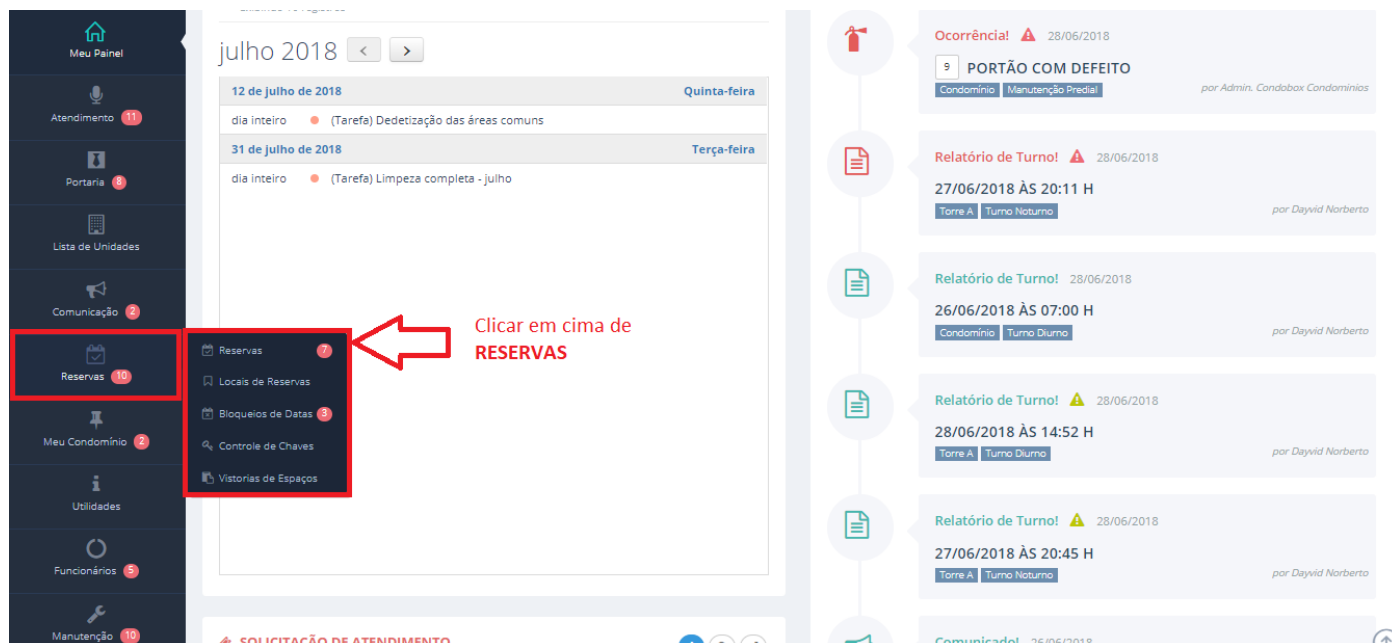 Meu Painel
Atendimento 11
Portaria 8
Lista de Unidades
Comunicação 2
Reservas 10
Meu Condomínio 2
Utilidades
Funcionários 5
Manutenção 10
Reservas 7
Locais de Reservas
Bloqueios de Datas 3
Controle de Chaves
Vistorias de Espaços
julho 2018 < >
12 de julho de 2018 Quinta-feira
dia inteiro (Tarefa) Dedetização das áreas comuns
31 de julho de 2018 Terça-feira
dia inteiro (Tarefa) Limpeza completa - julho
Clicar em cima de
RESERVAS
SOLICITAÇÃO DE ATENDIMENTO
Ocorrência! 28/06/2018
9 PORTÃO COM DEFEITO
Condomínio Manutenção Predial por Admin. Condobox Condominios
Relatório de Turno! 28/06/2018
27/06/2018 ÀS 20:11 H
Torre A Turno Noturno por Dayvid Norberto
Relatório de Turno! 28/06/2018
26/06/2018 ÀS 07:00 H
Condomínio Turno Diurno por Dayvid Norberto
Relatório de Turno! 28/06/2018
28/06/2018 ÀS 14:52 H
Torre A Turno Diurno por Dayvid Norberto
Relatório de Turno! 28/06/2018
27/06/2018 ÀS 20:45 H
Torre A Turno Noturno por Dayvid Norberto
Comunicado! 26/06/2018